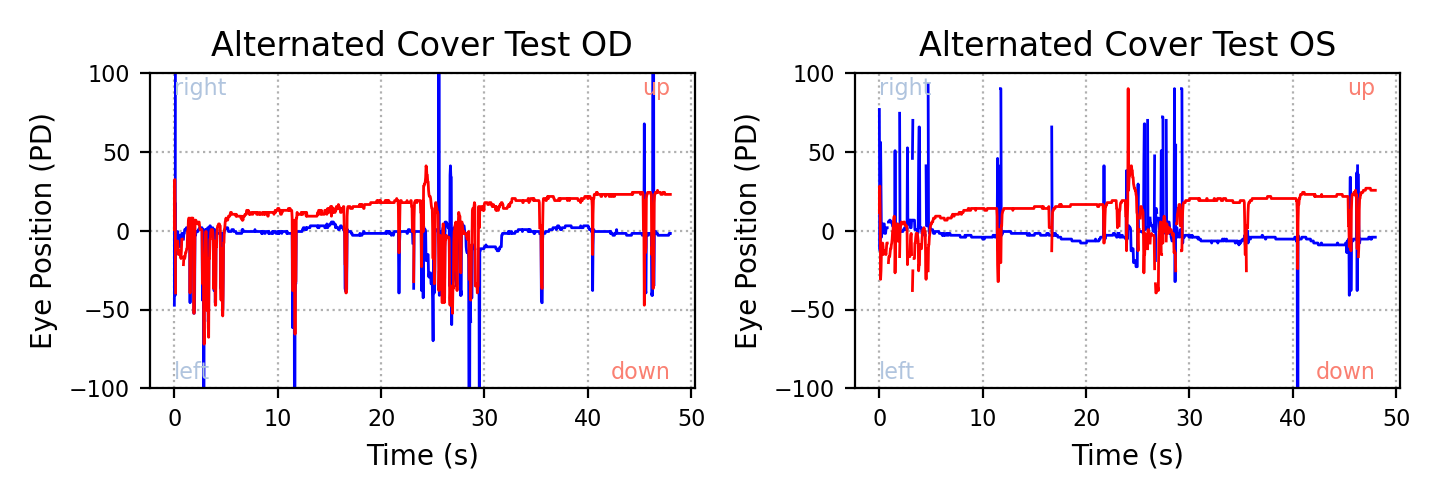 Alternated Cover Test OD
Eye Position (PD)
100
50
0
−50
−100
right
up
left
down
0 10 20 30 40 50
Time (s)
Alternated Cover Test OS
Eye Position (PD)
100
50
0
−50
−100
right
up
left
down
0 10 20 30 40 50
Time (s)